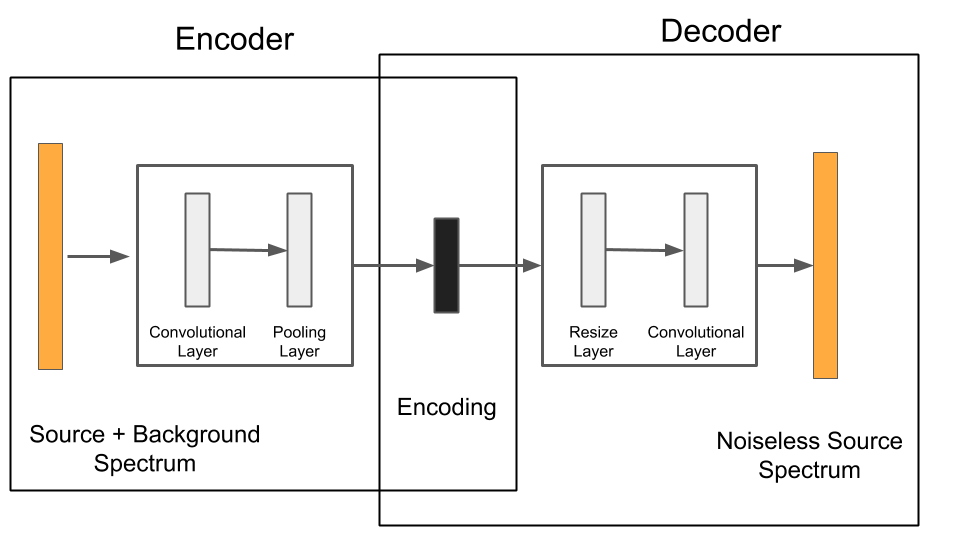 Encoder
Decoder
Convolutional
Layer
Pooling
Layer
Resize
Layer
Convolutional
Layer
Encoding
Source + Background
Spectrum
Noiseless Source
Spectrum